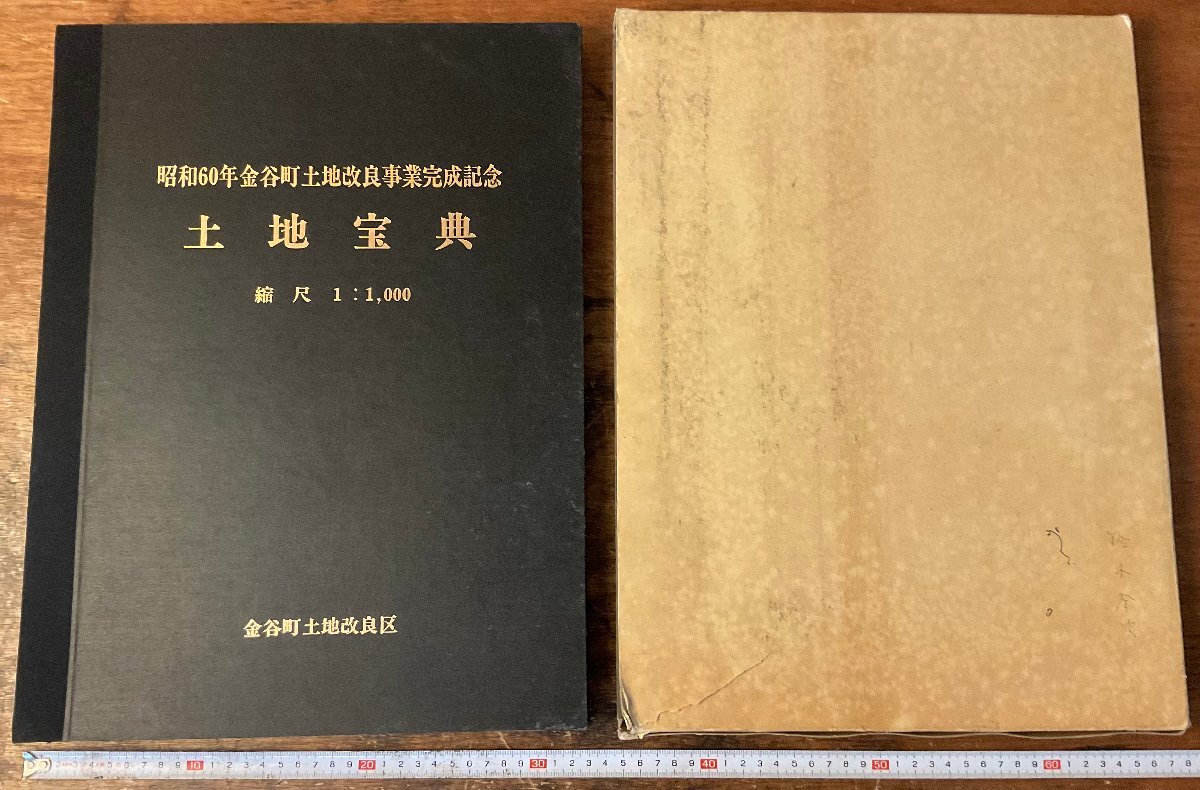 昭和60年金谷町土地改良事業完成記念
土地宝典
縮尺 1:1,000
金谷町土地改良区